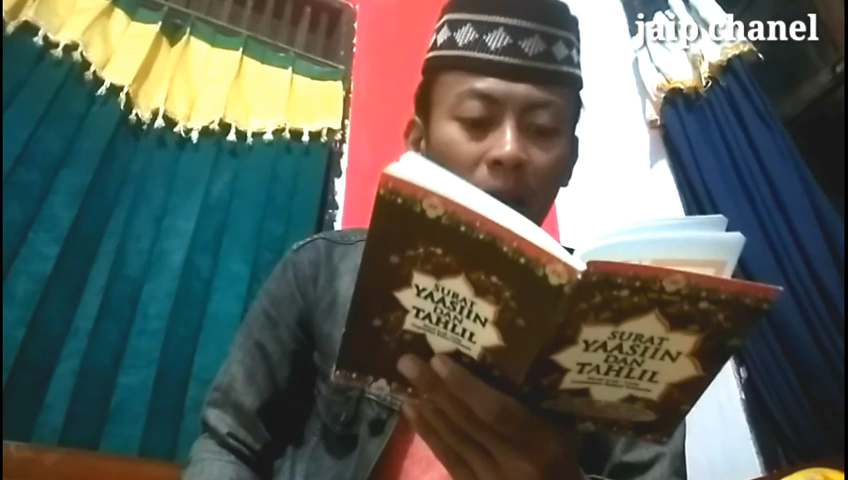 jaip chanel
SURAT
YAASIIN
DAN
TAHLIL
SURAT
YAASIIN
DAN
TAHLIL